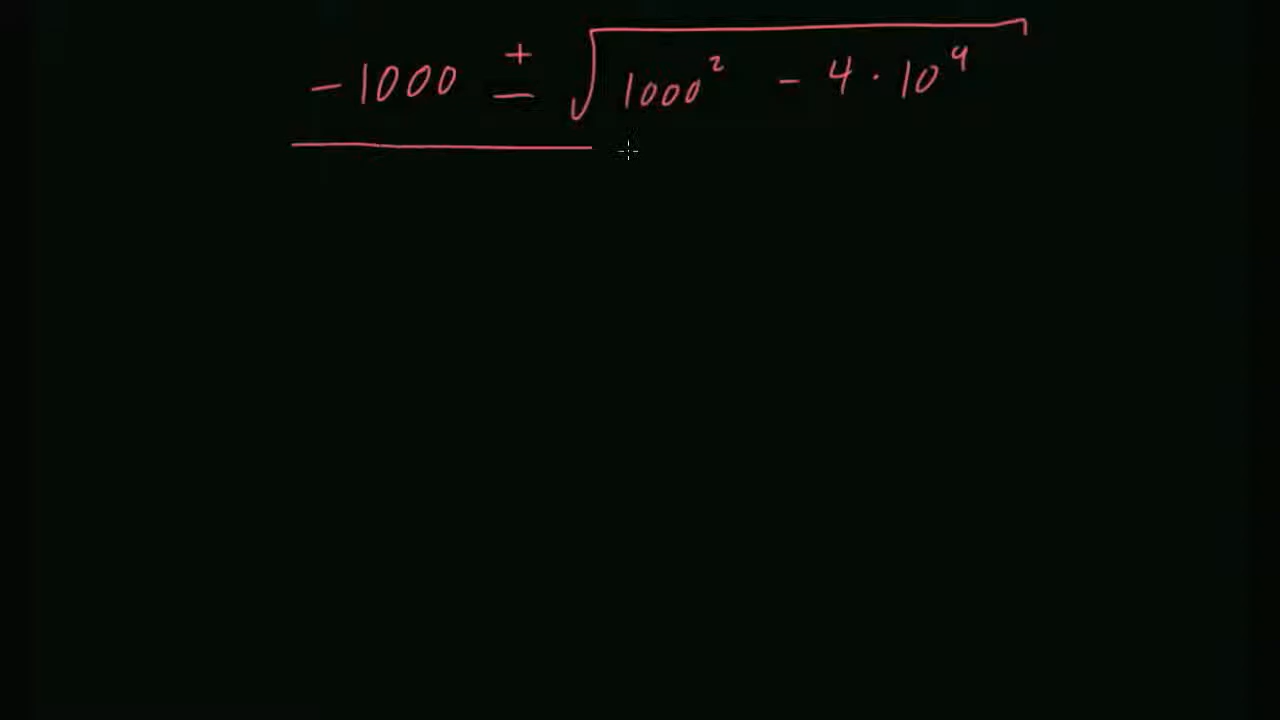 -1000 ± √(1000² - 4 · 10⁴)